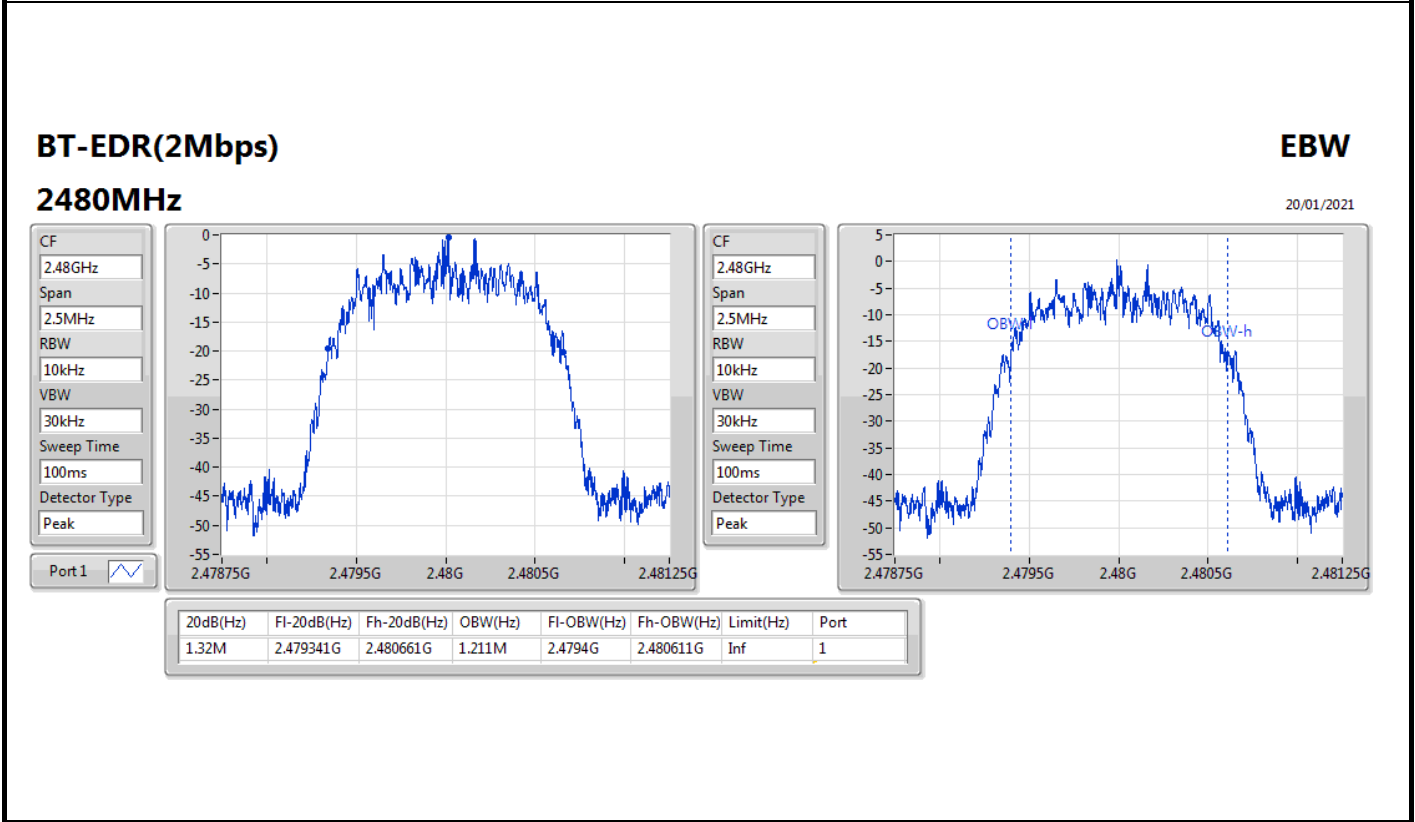 BT-EDR(2Mbps)
EBW
2480MHz
20/01/2021
CF
2.48GHz
Span
2.5MHz
RBW
10kHz
VBW
30kHz
Sweep Time
100ms
Detector Type
Peak
Port 1
0
-5
-10
-15
-20
-25
-30
-35
-40
-45
-50
-55
2.47875G 2.4795G 2.48G 2.4805G 2.48125G
CF
2.48GHz
Span
2.5MHz
RBW
10kHz
VBW
30kHz
Sweep Time
100ms
Detector Type
Peak
5
0
-5
-10
-15
-20
-25
-30
-35
-40
-45
-50
-55
OBW-h
2.47875G 2.4795G 2.48G 2.4805G 2.48125G
20dB(Hz) Fl-20dB(Hz) Fh-20dB(Hz) OBW(Hz) Fl-OBW(Hz) Fh-OBW(Hz) Limit(Hz) Port
1.32M 2.479341G 2.480661G 1.211M 2.4794G 2.480611G Inf 1